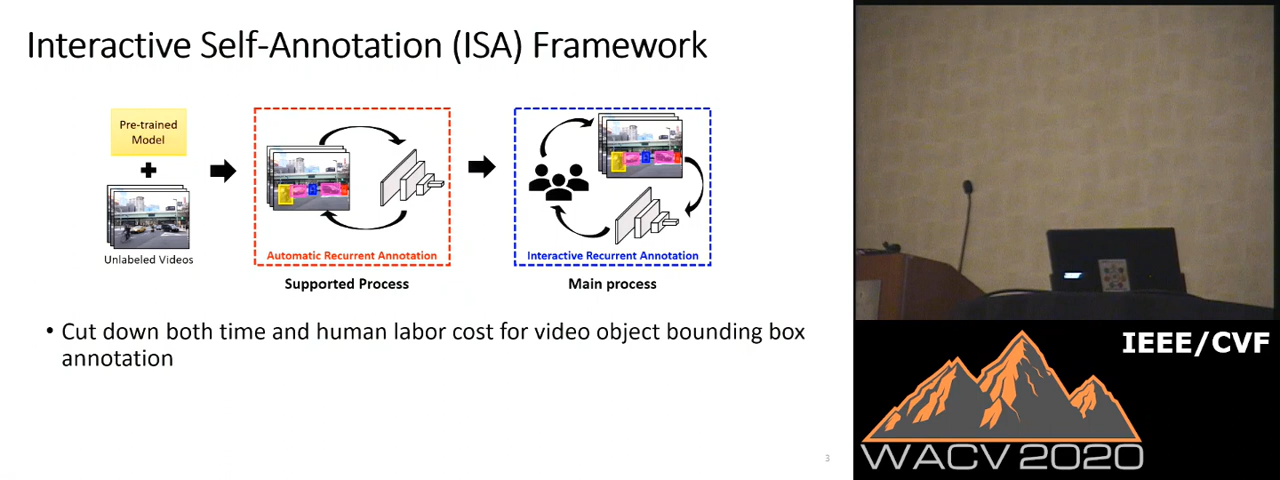 Interactive Self-Annotation (ISA) Framework
Pre-trained
Model
Unlabeled Videos
Automatic Recurrent Annotation
Supported Process
Interactive Recurrent Annotation
Main process
• Cut down both time and human labor cost for video object bounding box
annotation
3
IEEE/CVF
WACV 2020